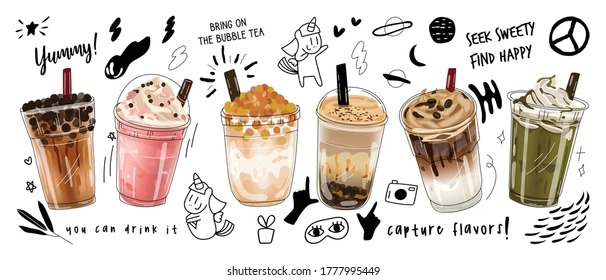 Yummy!
BRING ON
THE BUBBLE TEA
SEEK SWEETY
FIND HAPPY
you can drink it
capture flavors!
shutterstock.com · 1777995449